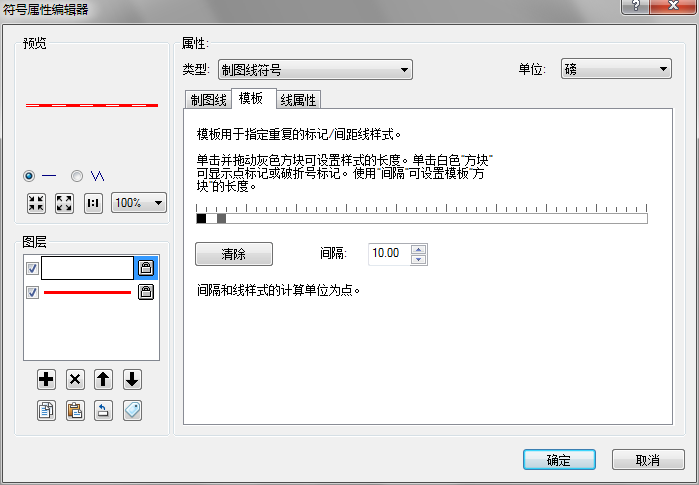 符号属性编辑器
预览
100%
图层
属性:
类型:
制图线符号
单位:
磅
制图线
模板
线属性
模板用于指定重复的标记/间距线样式。
单击并拖动灰色方块可设置样式的长度。单击白色"方块"
可显示点标记或破折号标记。使用"间隔"可设置模板"方
块"的长度。
清除
间隔:
10.00
间隔和线样式的计算单位为点。
确定
取消